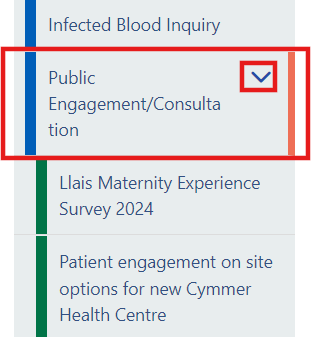 Infected Blood Inquiry
Public
Engagement/Consulta
tion
Llais Maternity Experience
Survey 2024
Patient engagement on site
options for new Cymmer
Health Centre